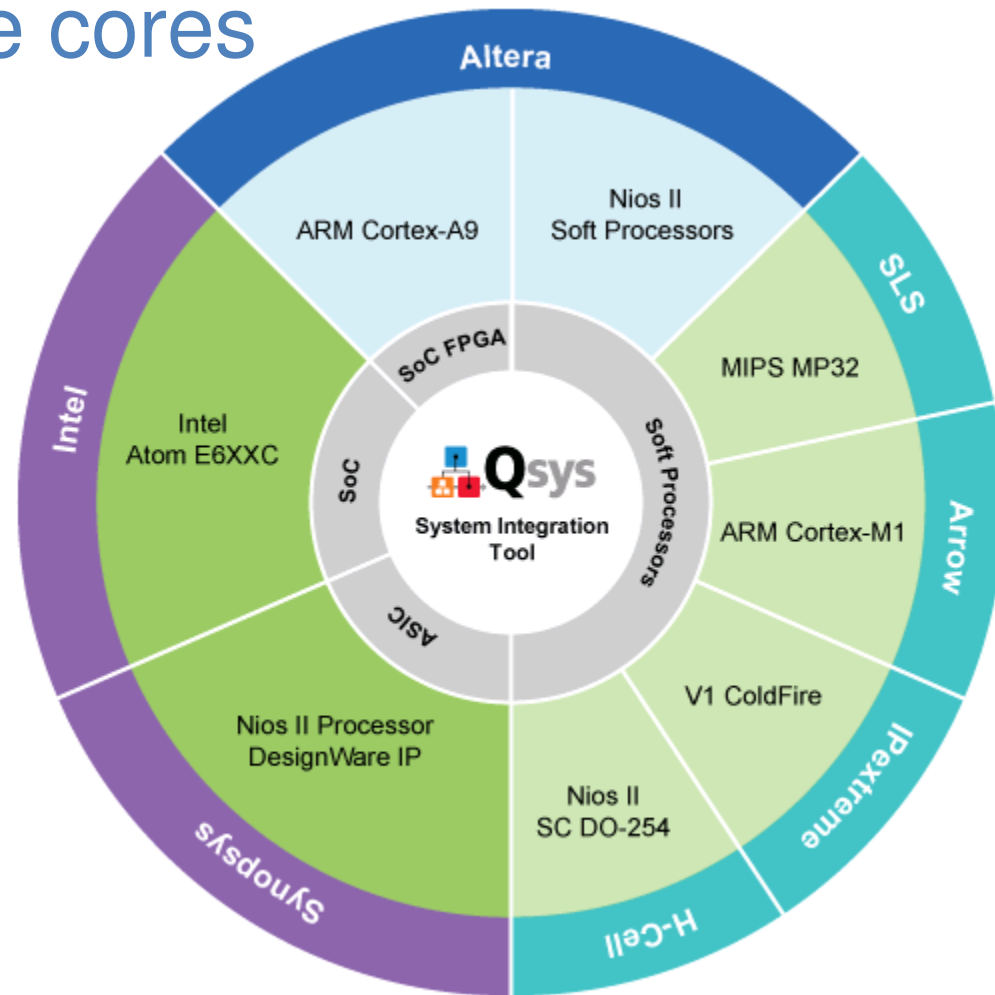 e cores
Altera
ARM Cortex-A9
Nios II
Soft Processors
SLS
MIPS MP32
Arrow
ARM Cortex-M1
IPextreme
V1 ColdFire
H-Cell
Nios II
SC DO-254
Synopsys
Nios II Processor
DesignWare IP
Intel
Intel
Atom E6XXC
SoC FPGA
Soft Processors
ASIC
SoC
Qsys
System Integration
Tool